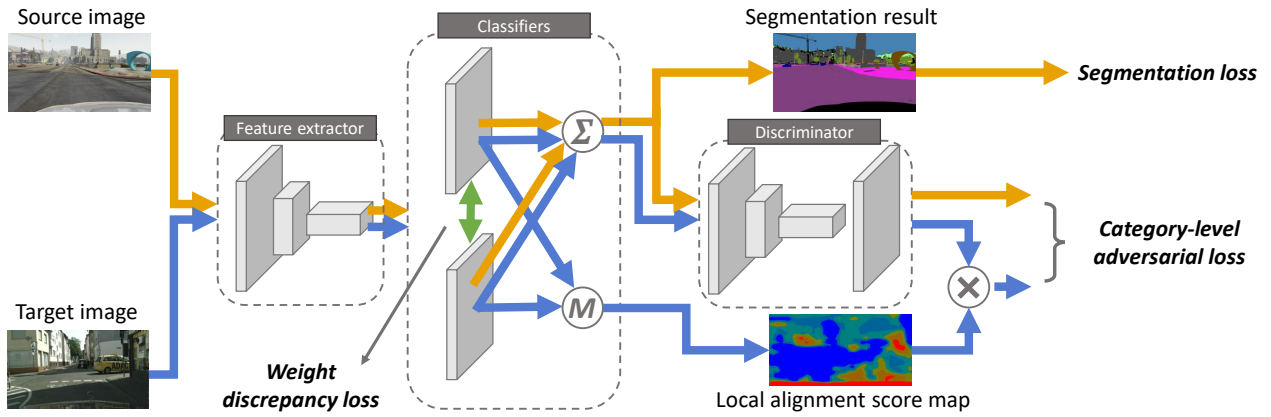 Source image
Classifiers
Segmentation result
Segmentation loss
Feature extractor
Σ
Discriminator
Category-level
adversarial loss
Target image
M
×
Weight
discrepancy loss
Local alignment score map
ADAC